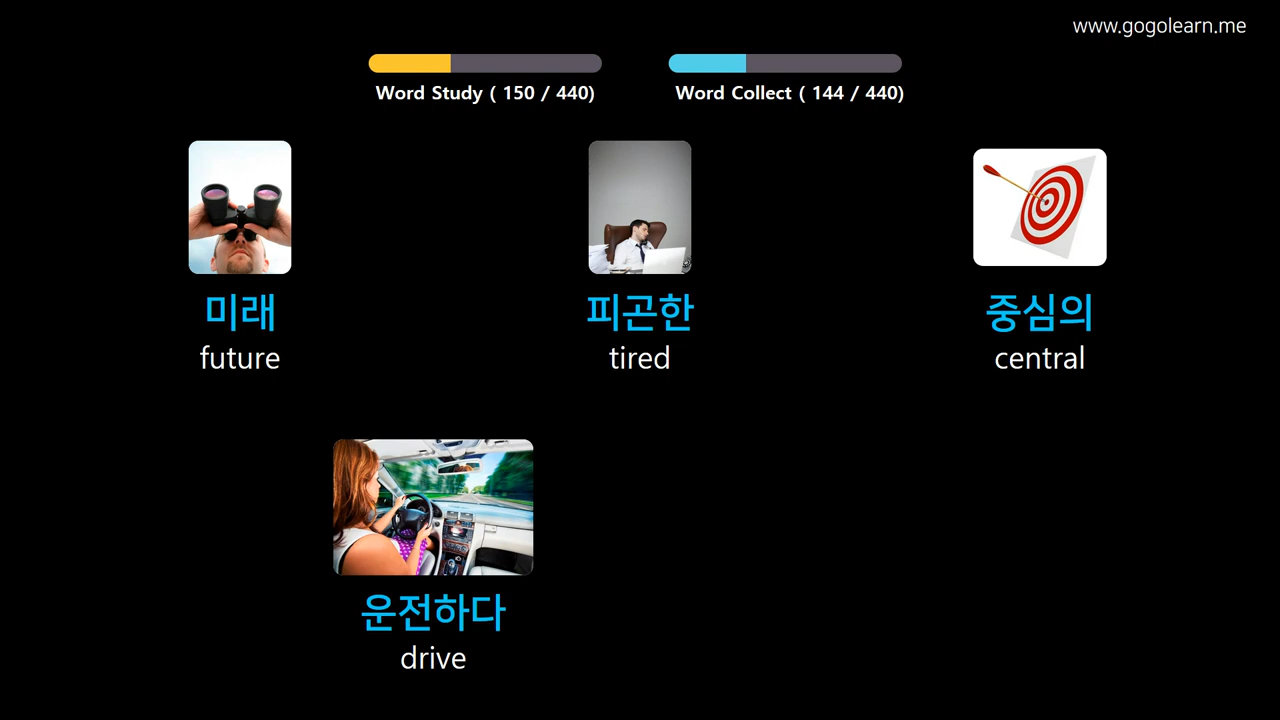 www.gogolearn.me
Word Study ( 150 / 440)
Word Collect ( 144 / 440)
미래
future
피곤한
tired
중심의
central
운전하다
drive